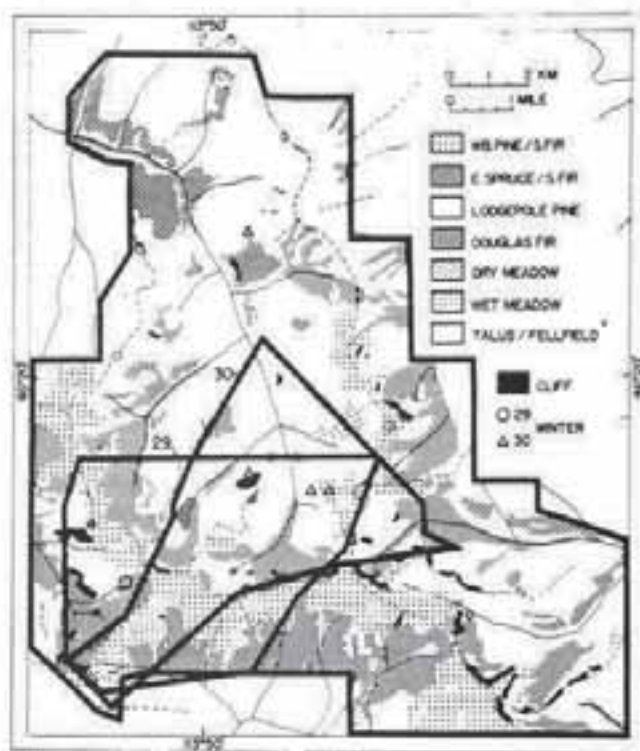 KM
MILE
WB PINE / S FIR
E SPRUCE / S FIR
LODGEPOLE PINE
DOUGLAS FIR
DRY MEADOW
WET MEADOW
TALUS / FELLFIELD
CLIFF
29
WINTER
30
30
29